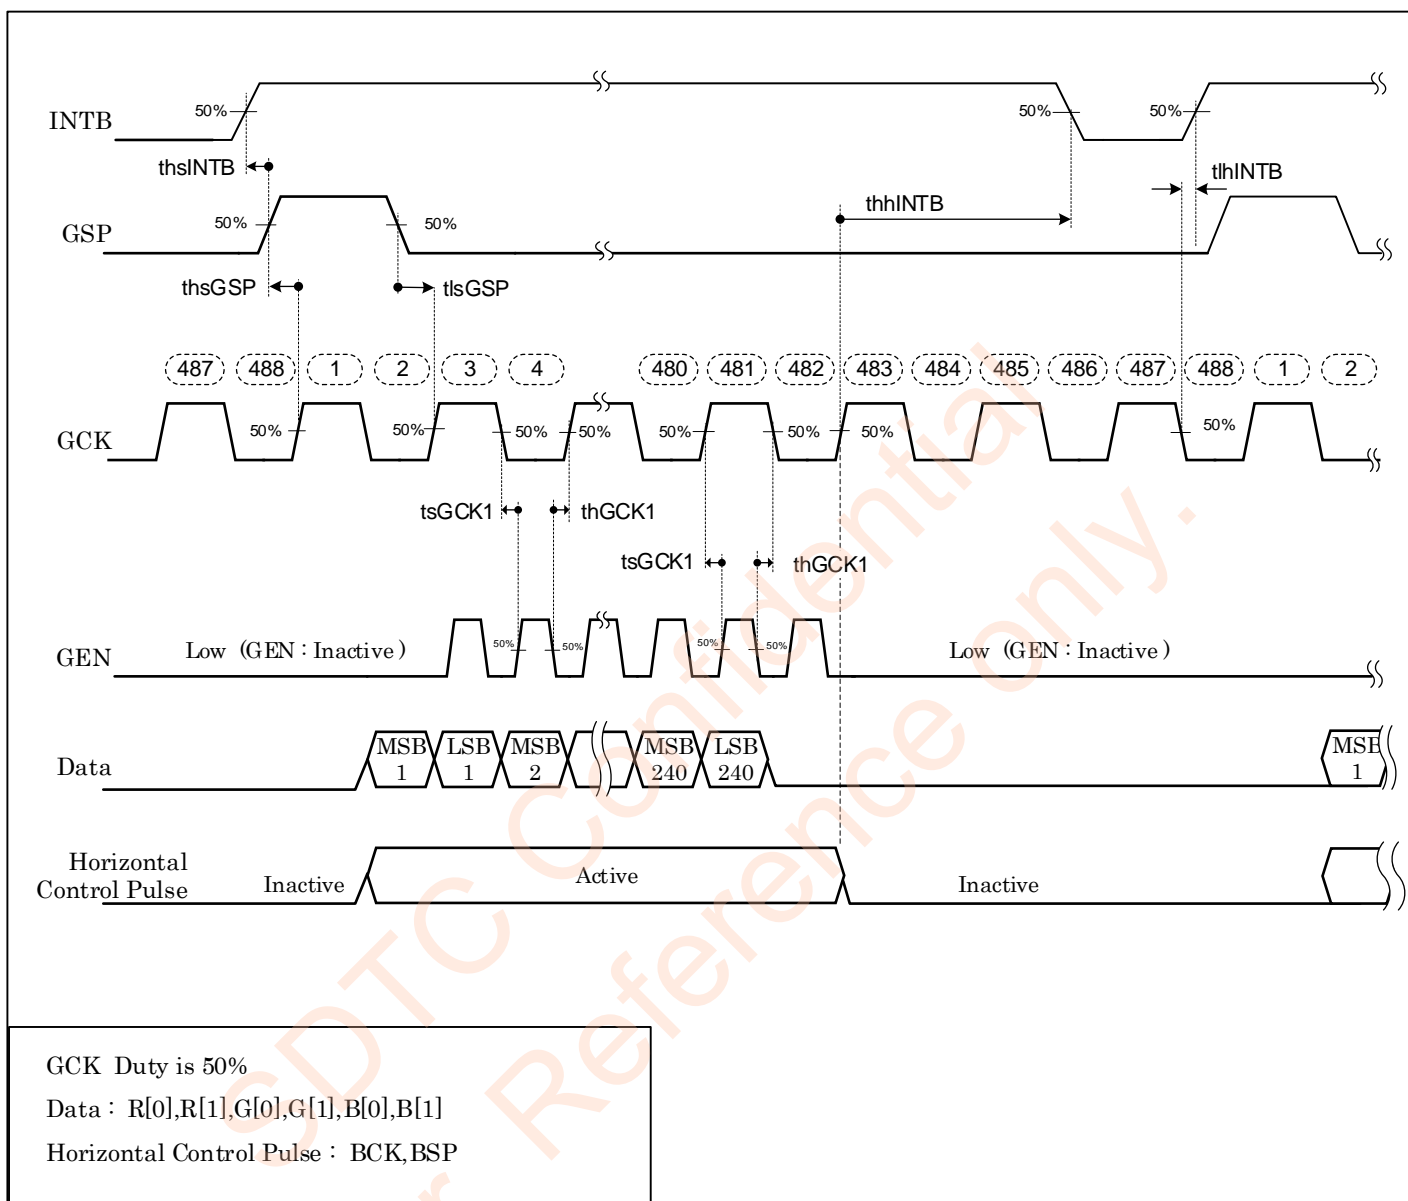 INTB
50%
50%
50%
thsINTB
tlhINTB
thhINTB
GSP
50%
50%
thsGSP
tlsGSP
487 488 1 2 3 4 480 481 482 483 484 485 486 487 488 1 2
GCK
50%
50%
50%
50%
50%
50%
50%
50%
tsGCK1
thGCK1
tsGCK1
thGCK1
GEN
Low (GEN : Inactive )
50%
50%
50%
50%
Low (GEN : Inactive )
Data
MSB
1
LSB
1
MSB
2
MSB
240
LSB
240
MSB
1
Horizontal
Control Pulse
Inactive
Active
Inactive
GCK Duty is 50%
Data : R[0],R[1],G[0],G[1],B[0],B[1]
Horizontal Control Pulse : BCK,BSP
SDTC Confidential
Reference only.